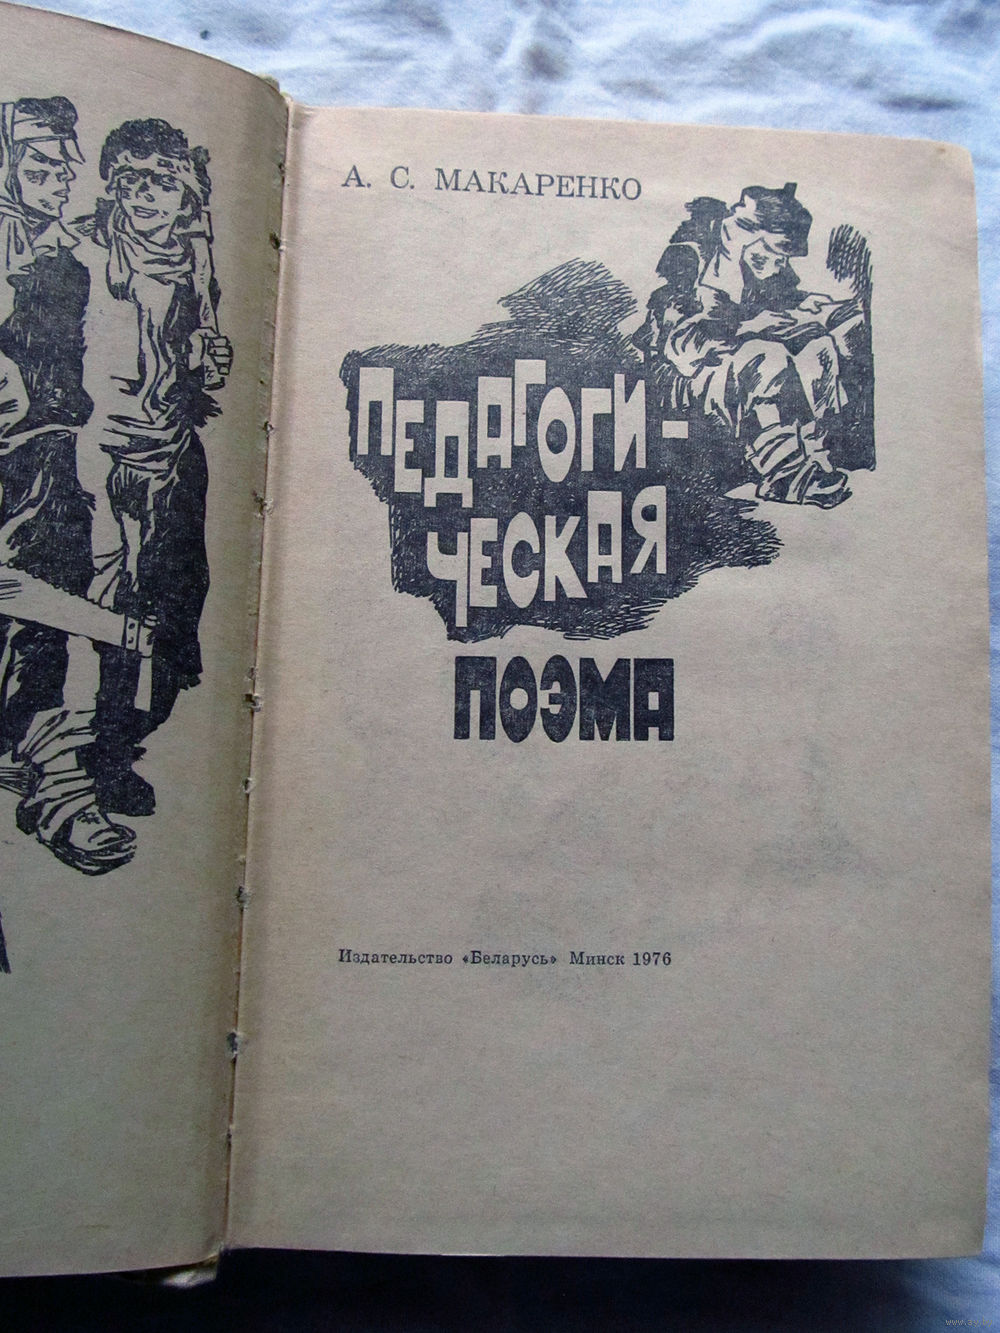 А. С. МАКАРЕНКО
ПЕДАГОГИ-
ЧЕСКАЯ
ПОЭМА
Издательство «Беларусь» Минск 1976